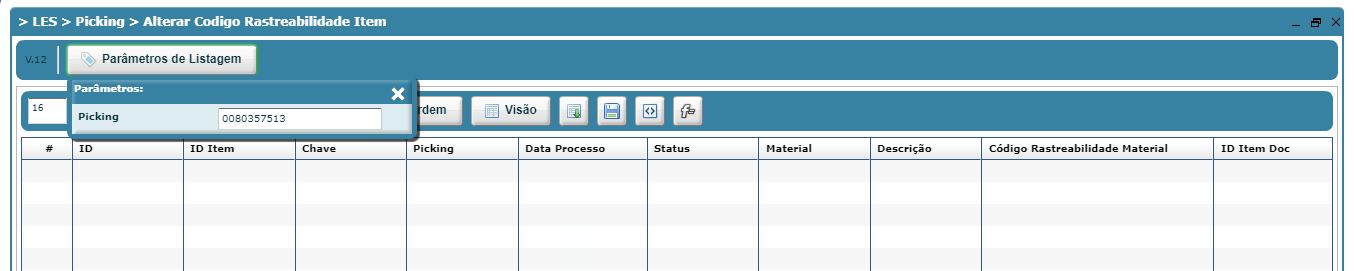 > LES > Picking > Alterar Codigo Rastreabilidade Item
V.12 Parâmetros de Listagem
Parâmetros:
Picking 0080357513
16 rdem Visão
# ID ID Item Chave Picking Data Processo Status Material Descrição Código Rastreabilidade Material ID Item Doc